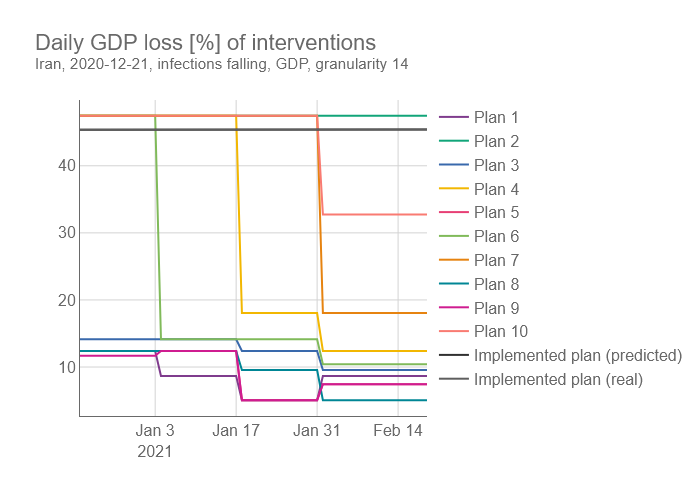 Daily GDP loss [%] of interventions
Iran, 2020-12-21, infections falling, GDP, granularity 14
40
30
20
10
Jan 3
2021
Jan 17
Jan 31
Feb 14
Plan 1
Plan 2
Plan 3
Plan 4
Plan 5
Plan 6
Plan 7
Plan 8
Plan 9
Plan 10
Implemented plan (predicted)
Implemented plan (real)